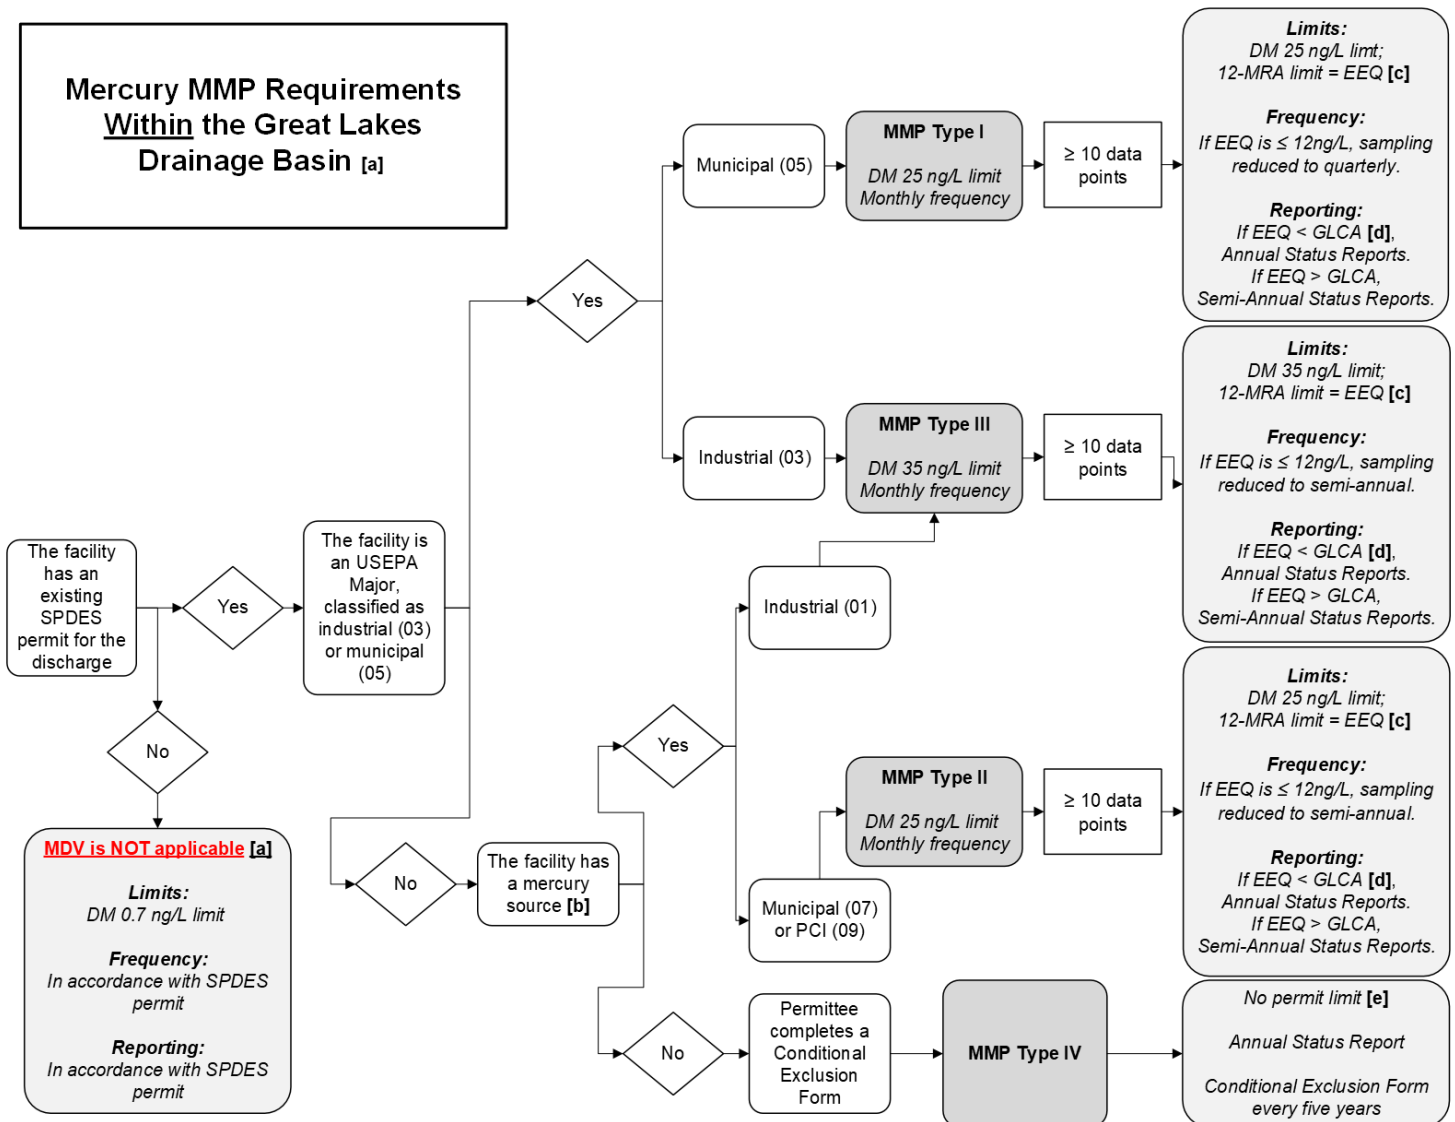 Mercury MMP Requirements
Within the Great Lakes
Drainage Basin [a]
The facility
has an
existing
SPDES
permit for the
discharge
Yes
No
MDV is NOT applicable [a]
Limits:
DM 0.7 ng/L limit
Frequency:
In accordance with SPDES
permit
Reporting:
In accordance with SPDES
permit
The facility is
an USEPA
Major,
classified as
industrial (03)
or municipal
(05)
Yes
Municipal (05)
MMP Type I
DM 25 ng/L limit
Monthly frequency
≥ 10 data
points
Limits:
DM 25 ng/L limt;
12-MRA limit = EEQ [c]
Frequency:
If EEQ is ≤ 12ng/L, sampling
reduced to quarterly.
Reporting:
If EEQ < GLCA [d],
Annual Status Reports.
If EEQ > GLCA,
Semi-Annual Status Reports.
Industrial (03)
MMP Type III
DM 35 ng/L limit
Monthly frequency
≥ 10 data
points
Limits:
DM 35 ng/L limit;
12-MRA limit = EEQ [c]
Frequency:
If EEQ is ≤ 12ng/L, sampling
reduced to semi-annual.
Reporting:
If EEQ < GLCA [d],
Annual Status Reports.
If EEQ > GLCA,
Semi-Annual Status Reports.
No
The facility has
a mercury
source [b]
Yes
Industrial (01)
Municipal (07)
or PCI (09)
MMP Type II
DM 25 ng/L limit
Monthly frequency
≥ 10 data
points
Limits:
DM 25 ng/L limit;
12-MRA limit = EEQ [c]
Frequency:
If EEQ is ≤ 12ng/L, sampling
reduced to semi-annual.
Reporting:
If EEQ < GLCA [d],
Annual Status Reports.
If EEQ > GLCA,
Semi-Annual Status Reports.
No
Permittee
completes a
Conditional
Exclusion
Form
MMP Type IV
No permit limit [e]
Annual Status Report
Conditional Exclusion Form
every five years